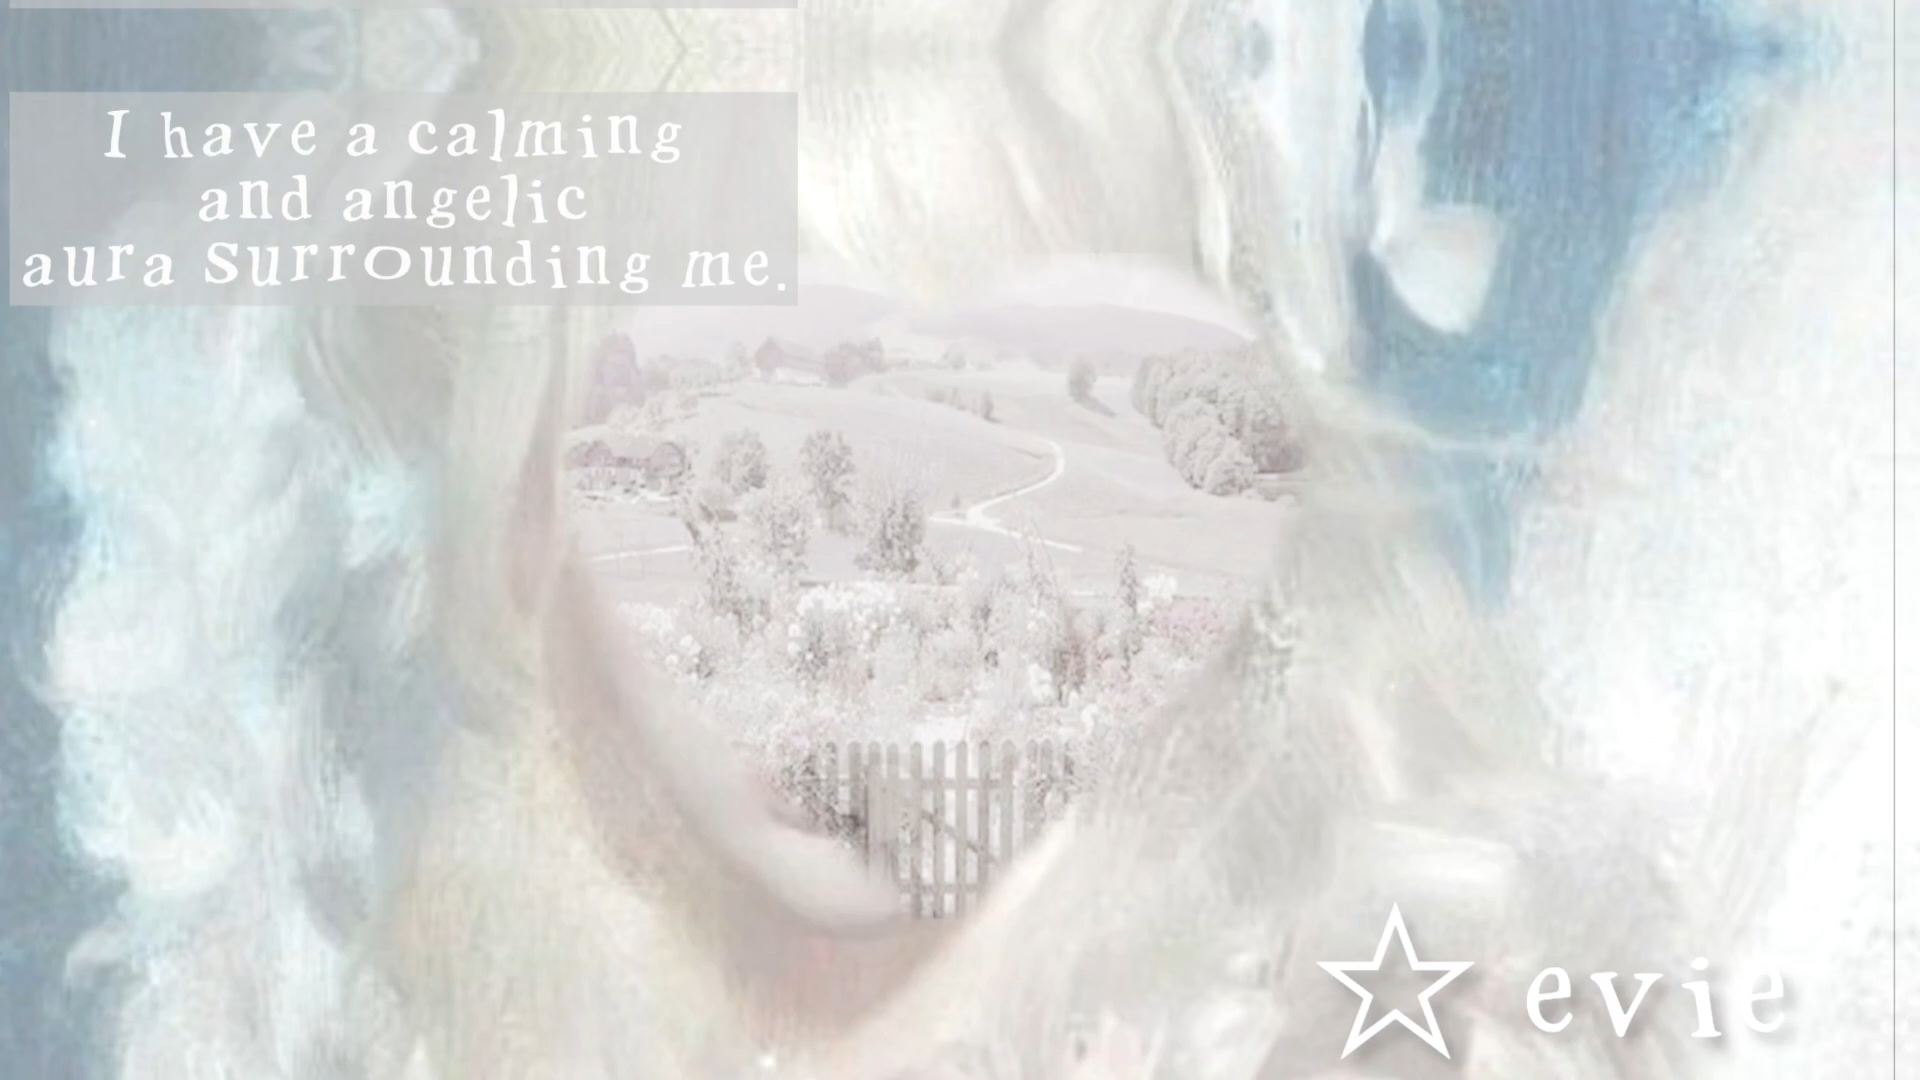 I have a calming
and angelic
aura surrounding me.
evie